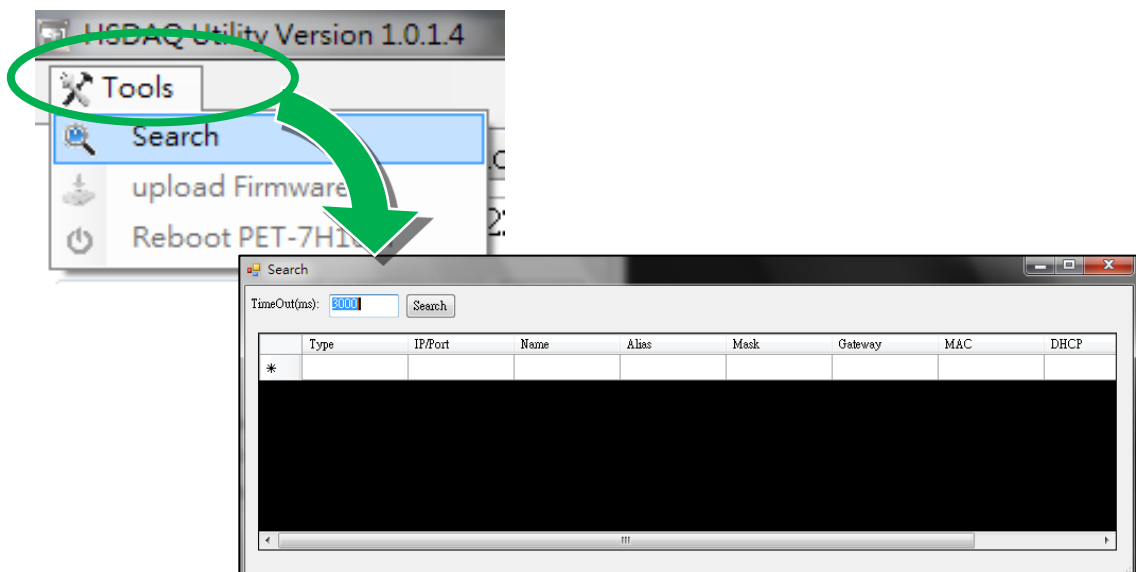 HSDAQ Utility Version 1.0.1.4
Tools
Search
upload Firmware
Reboot PET-7H16
Search
TimeOut(ms): 3000 Search
Type IP/Port Name Alias Mask Gateway MAC DHCP